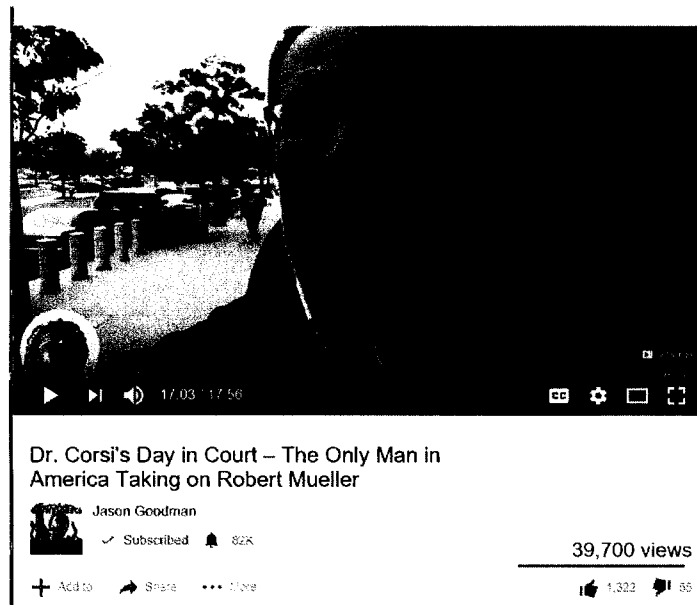 17:03 / 17:56
CC
Dr. Corsi's Day in Court – The Only Man in
America Taking on Robert Mueller
Jason Goodman
Subscribed 82K
39,700 views
Add to Share More
1,322 55